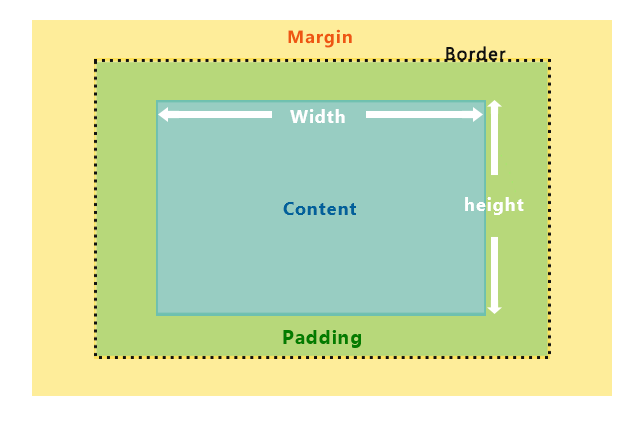 Margin
Border
Width
Content
height
Padding